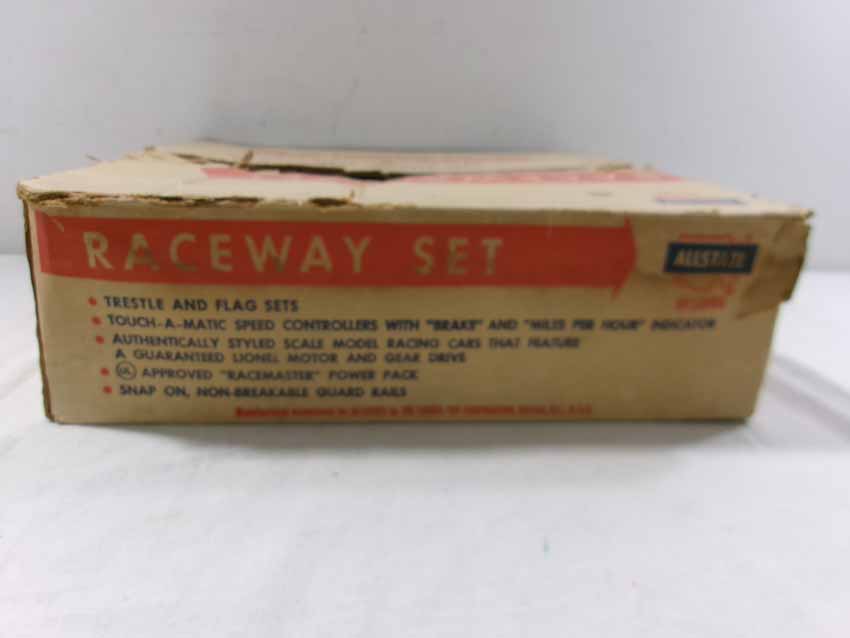 RACEWAY SET
ALLSTATE
• TRESTLE AND FLAG SETS
• TOUCH-A-MATIC SPEED CONTROLLERS WITH "BRAKE" AND "MILES PER HOUR" INDICATOR
• AUTHENTICALLY STYLED SCALE MODEL RACING CARS THAT FEATURE
A GUARANTEED LIONEL MOTOR AND GEAR DRIVE
• UL APPROVED "RACEMASTER" POWER PACK
• SNAP ON, NON-BREAKABLE GUARD RAILS